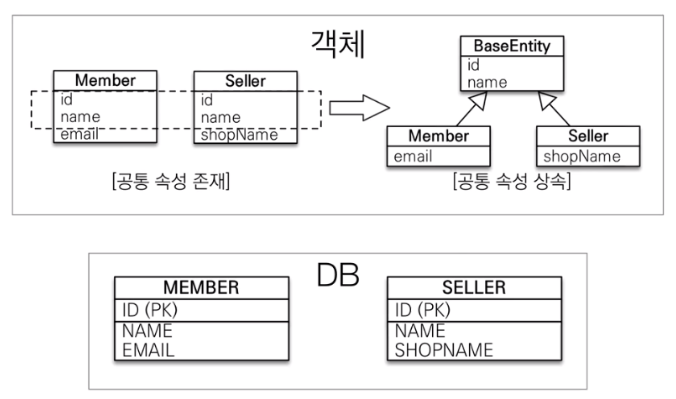 객체
Member
id
name
email
Seller
id
name
shopName
[공통 속성 존재]
BaseEntity
id
name
Member
email
Seller
shopName
[공통 속성 상속]
DB
MEMBER
ID (PK)
NAME
EMAIL
SELLER
ID (PK)
NAME
SHOPNAME